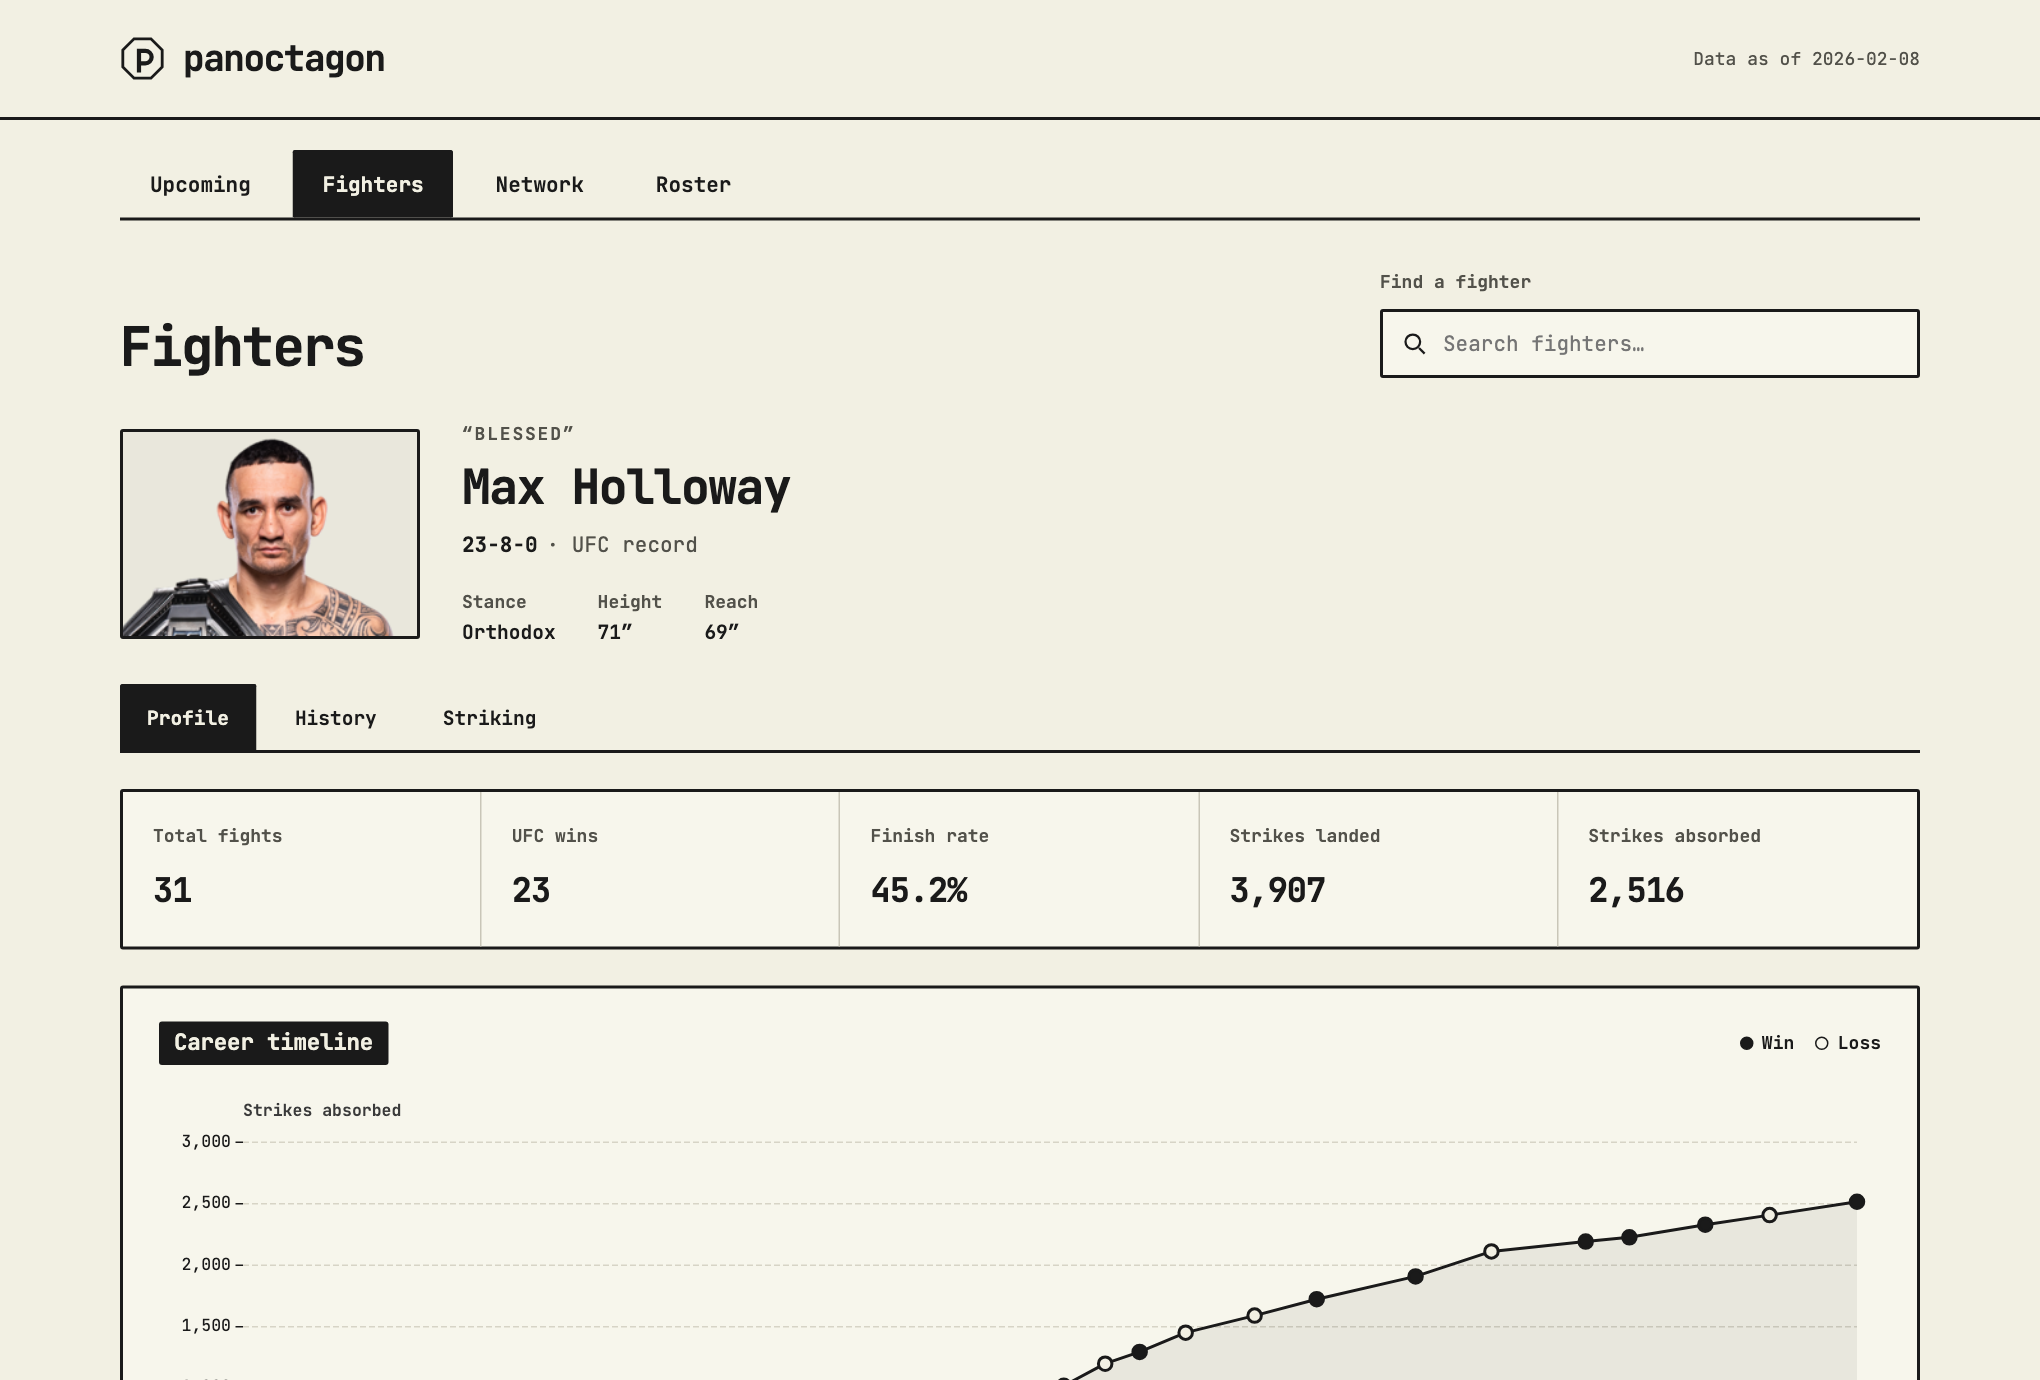 panoctagon
Data as of 2026-02-08
Upcoming Fighters Network Roster
Find a fighter
Fighters
Search fighters…
“BLESSED”
Max Holloway
23-8-0 · UFC record
Stance Height Reach
Orthodox 71” 69”
Profile History Striking
Total fights UFC wins Finish rate Strikes landed Strikes absorbed
31 23 45.2% 3,907 2,516
Career timeline
Win Loss
Strikes absorbed
3,000
2,500
2,000
1,500